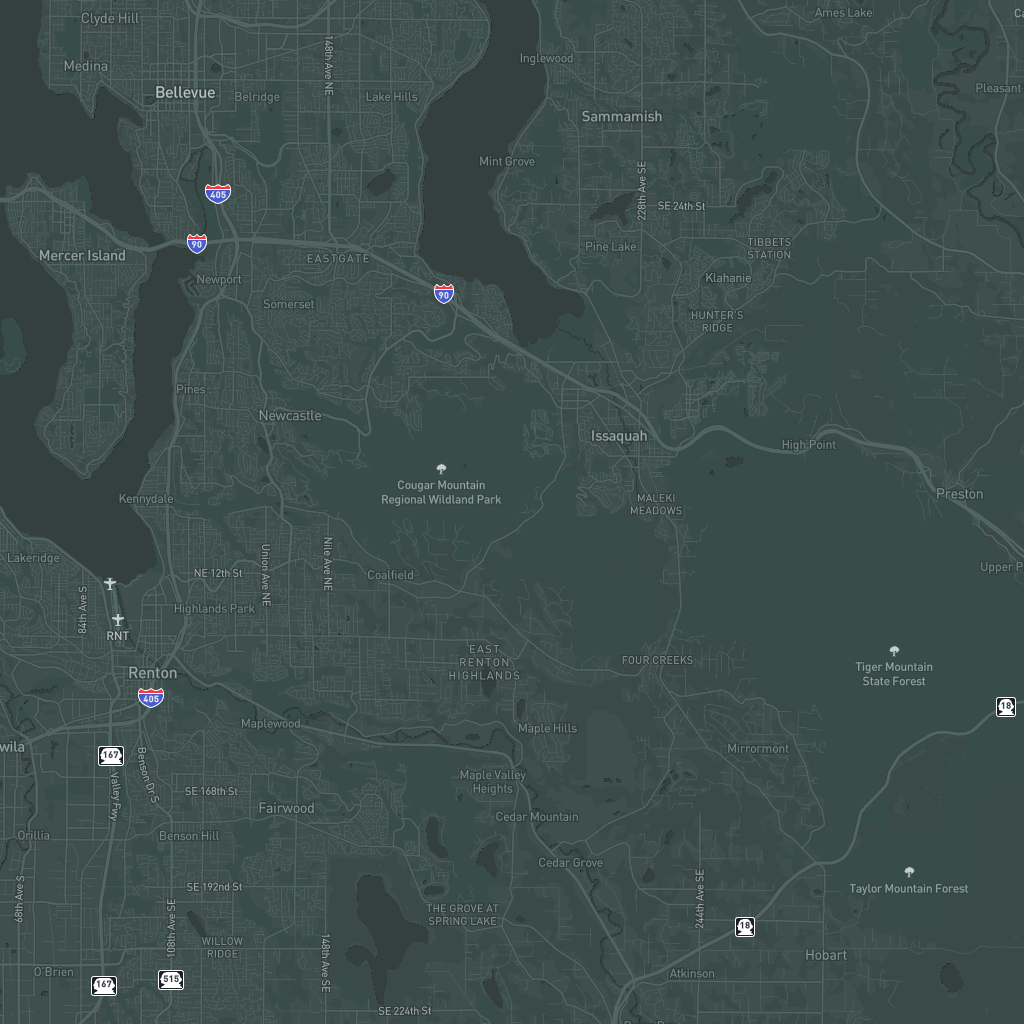 Clyde Hill
Ames Lake
148th Ave NE
Inglewood
Medina
Bellevue
Belridge
Lake Hills
Pleasant
Sammamish
Mint Grove
228th Ave SE
405
SE 24th St
90
Mercer Island
EASTGATE
Pine Lake
TIBBETS
STATION
Newport
Klahanie
90
Somerset
HUNTER'S
RIDGE
Pines
Newcastle
Issaquah
High Point
Cougar Mountain
Regional Wildland Park
Kennydale
MALEKI
MEADOWS
Preston
Lakeridge
NE 12th St
Union Ave NE
Nile Ave NE
Coalfield
Upper P
84th Ave S
Highlands Park
RNT
Renton
EAST
RENTON
HIGHLANDS
FOUR CREEKS
Tiger Mountain
State Forest
405
18
Maplewood
Maple Hills
wila
167
Mirrormont
Valley Fwy
Benson Dr S
Maple Valley
Heights
SE 168th St
Fairwood
Cedar Mountain
Orillia
Benson Hill
Cedar Grove
SE 192nd St
Taylor Mountain Forest
68th Ave S
108th Ave SE
244th Ave SE
THE GROVE AT
SPRING LAKE
18
WILLOW
RIDGE
148th Ave SE
Hobart
O'Brien
Atkinson
167
515
SE 224th St